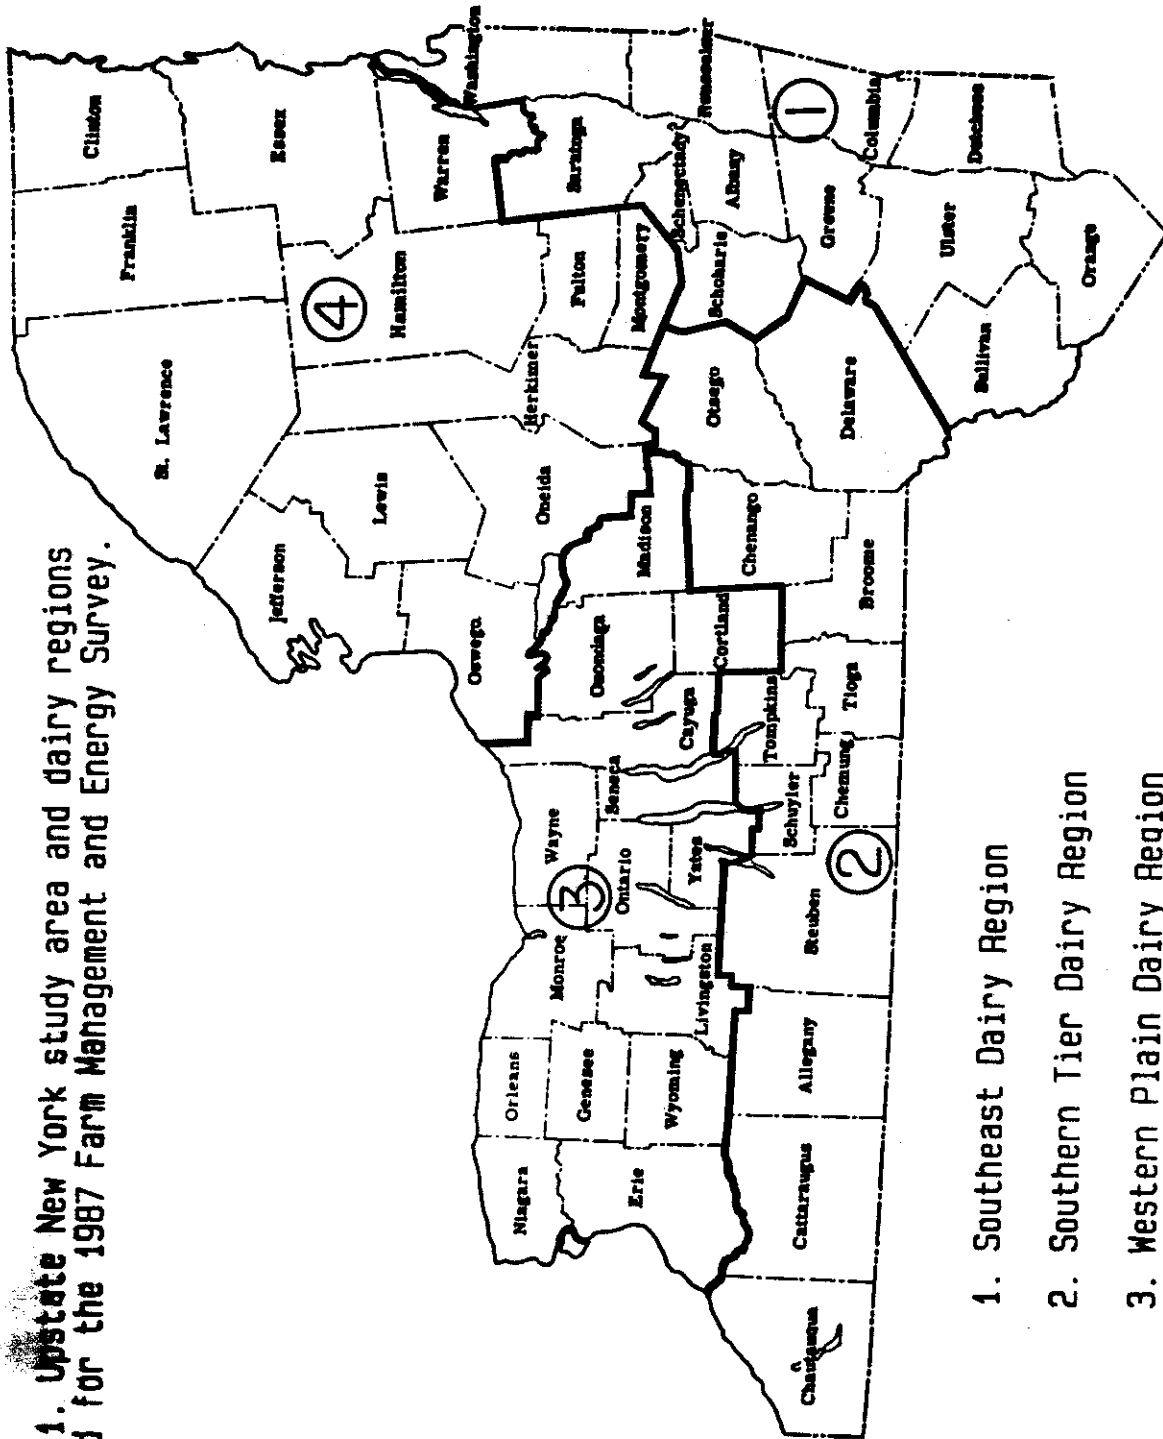 1. Upstate New York study area and dairy regions
for the 1987 Farm Management and Energy Survey.
Clinton
Franklin
Essex
St. Lawrence
4
Hamilton
Warren
Washington
Jefferson
Lewis
Herkimer
Fulton
Saratoga
Oswego
Oneida
Montgomery
Schenectady
Rensselaer
Niagara
Orleans
Monroe
Wayne
3
Genesee
Ontario
Seneca
Onondaga
Madison
Otsego
Schoharie
Albany
1
Erie
Wyoming
Livingston
Yates
Cayuga
Cortland
Chenango
Greene
Columbia
Chautauqua
Cattaraugus
Allegany
Steuben
2
Schuyler
Tompkins
Chemung
Tioga
Broome
Delaware
Ulster
Dutchess
Sullivan
Orange
1. Southeast Dairy Region
2. Southern Tier Dairy Region
3. Western Plain Dairy Region